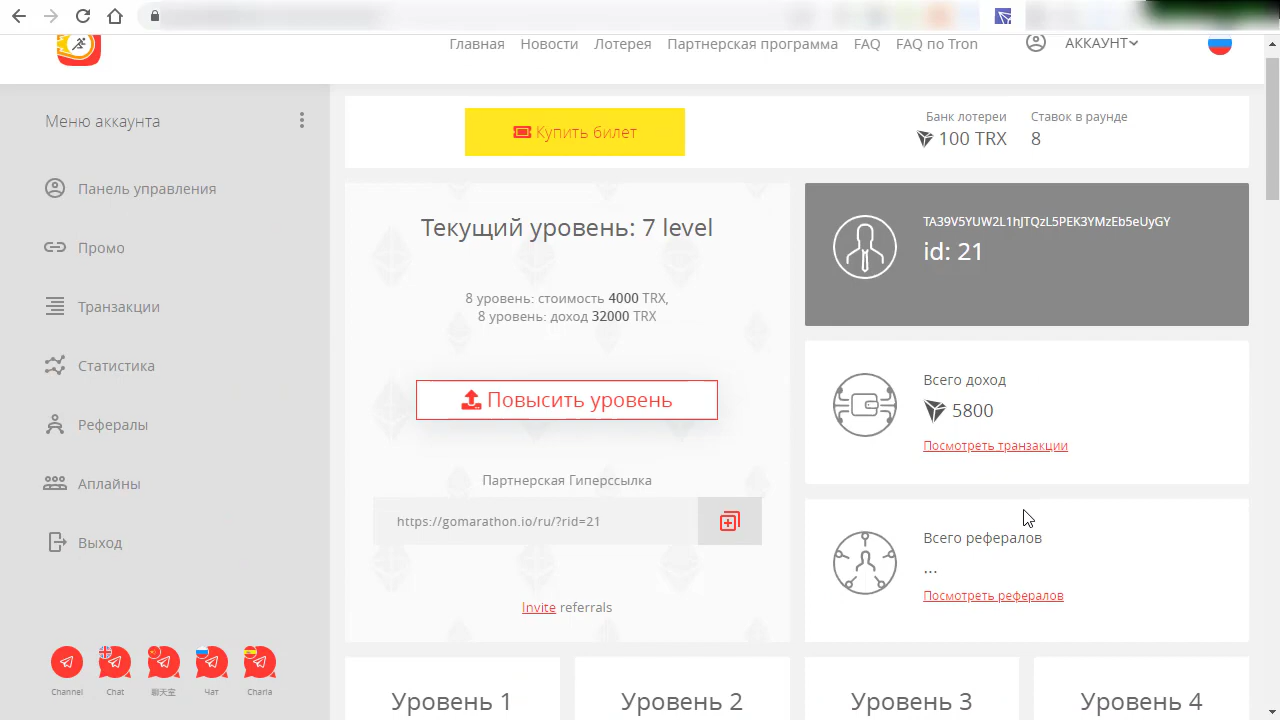 Главная Новости Лотерея Партнерская программа FAQ FAQ по Tron АККАУНТ
Меню аккаунта
Панель управления
Промо
Транзакции
Статистика
Рефералы
Аплайны
Выход
Channel Chat 聊天室 Чат Charla
Купить билет
Банк лотереи
100 TRX
Ставок в раунде
8
Текущий уровень: 7 level
8 уровень: стоимость 4000 TRX,
8 уровень: доход 32000 TRX
Повысить уровень
Партнерская Гиперссылка
https://gomarathon.io/ru/?rid=21
Invite referrals
TA39V5YUW2L1hJTQzL5PEK3YMzEb5eUyGY
id: 21
Всего доход
5800
Посмотреть транзакции
Всего рефералов
...
Посмотреть рефералов
Уровень 1 Уровень 2 Уровень 3 Уровень 4